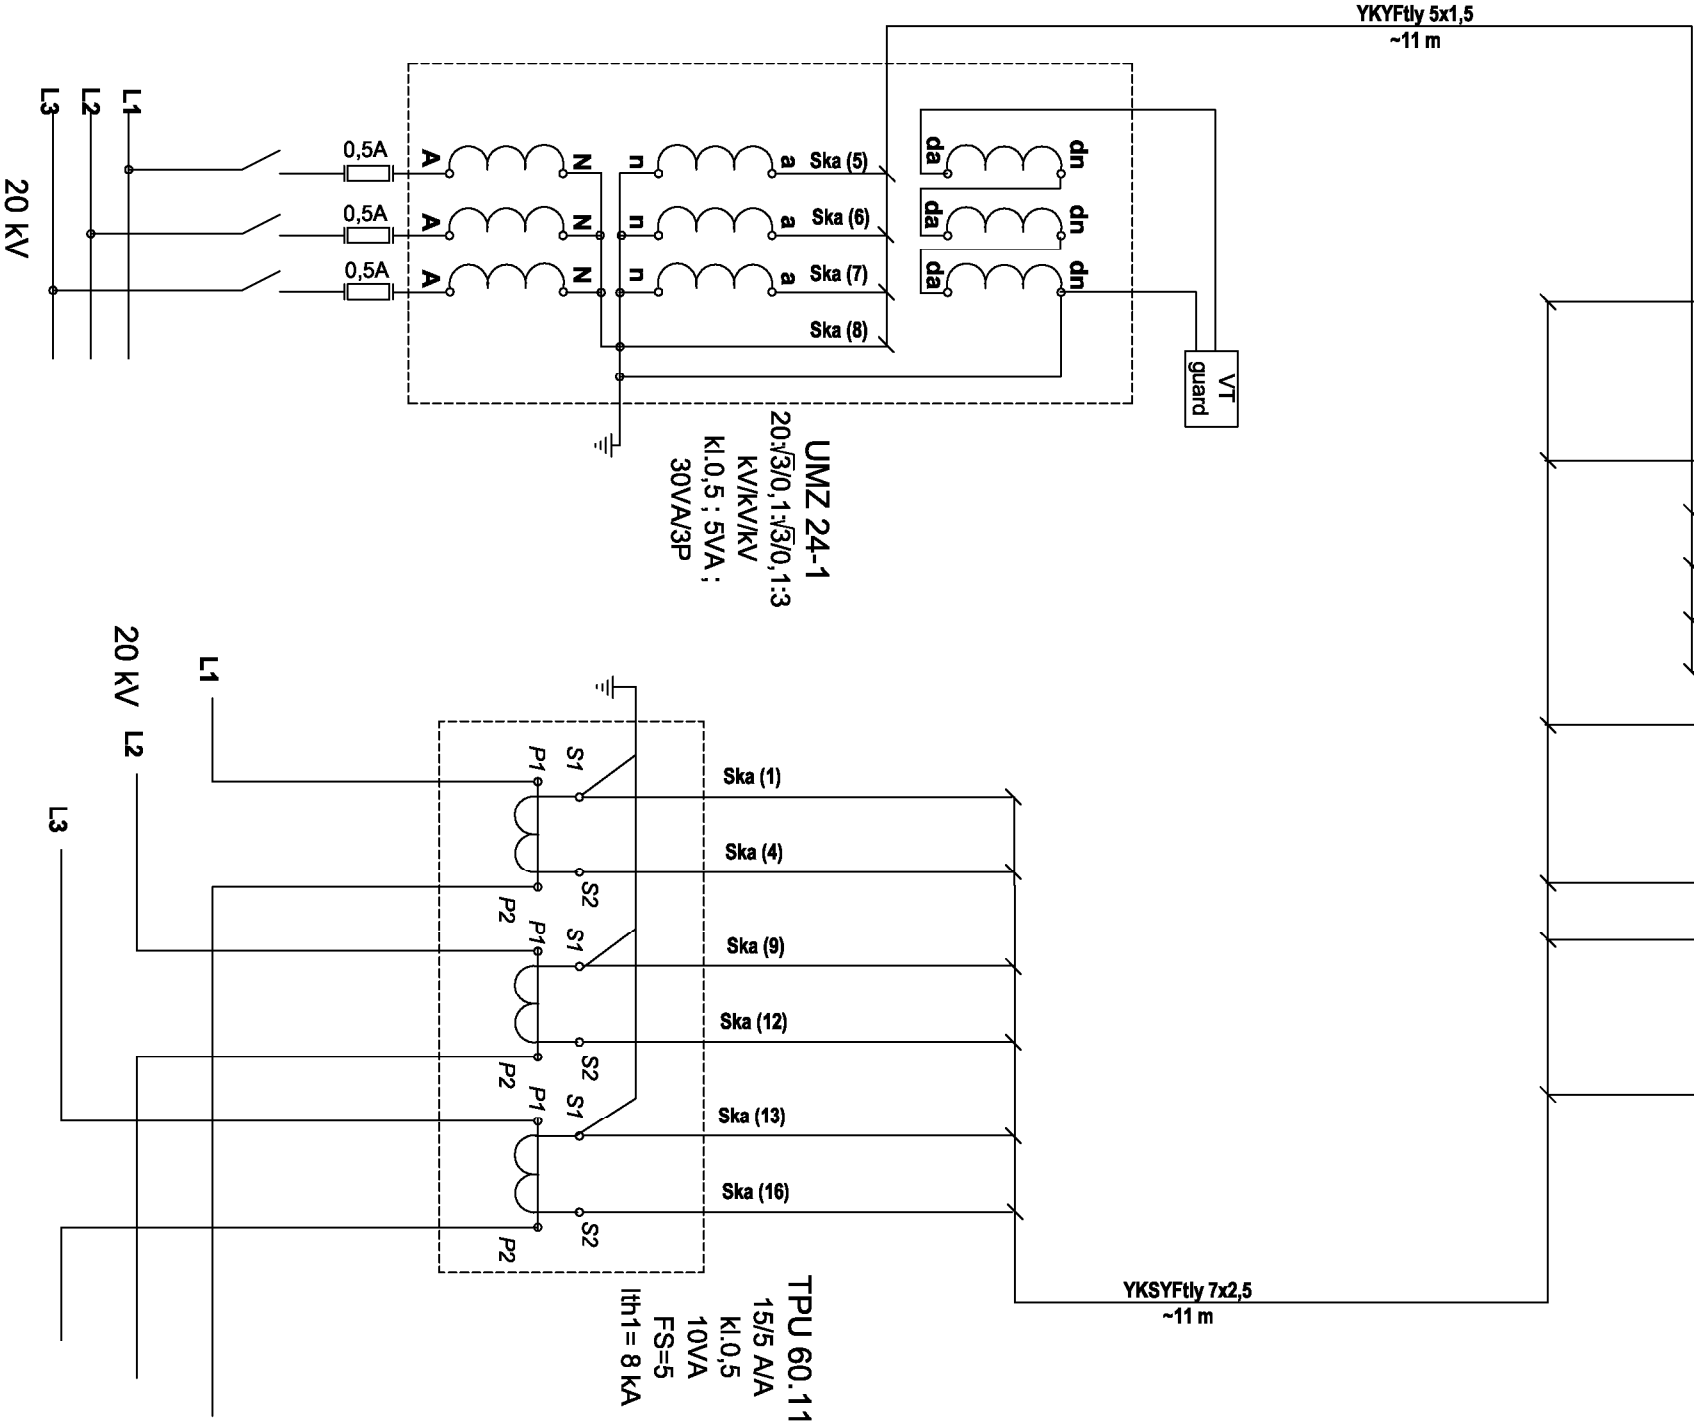 YKYFtly 5x1,5
~11 m
L3
L2
L1
20 kV
0,5A
0,5A
0,5A
A
N
n
a
Ska (5)
da
dn
A
N
n
a
Ska (6)
da
dn
A
N
n
a
Ska (7)
da
dn
Ska (8)
VT
guard
UMZ 24-1
20:√3/0,1:√3/0,1:3
kV/kV/kV
kl.0,5 ; 5VA ;
30VA/3P
20 kV
L1
L2
L3
P1
S1
Ska (1)
Ska (4)
S2
P2
P1
S1
Ska (9)
Ska (12)
S2
P2
P1
S1
Ska (13)
Ska (16)
S2
P2
TPU 60.11
15/5 A/A
kl.0,5
10VA
FS=5
Ith1= 8 kA
YKSYFtly 7x2,5
~11 m